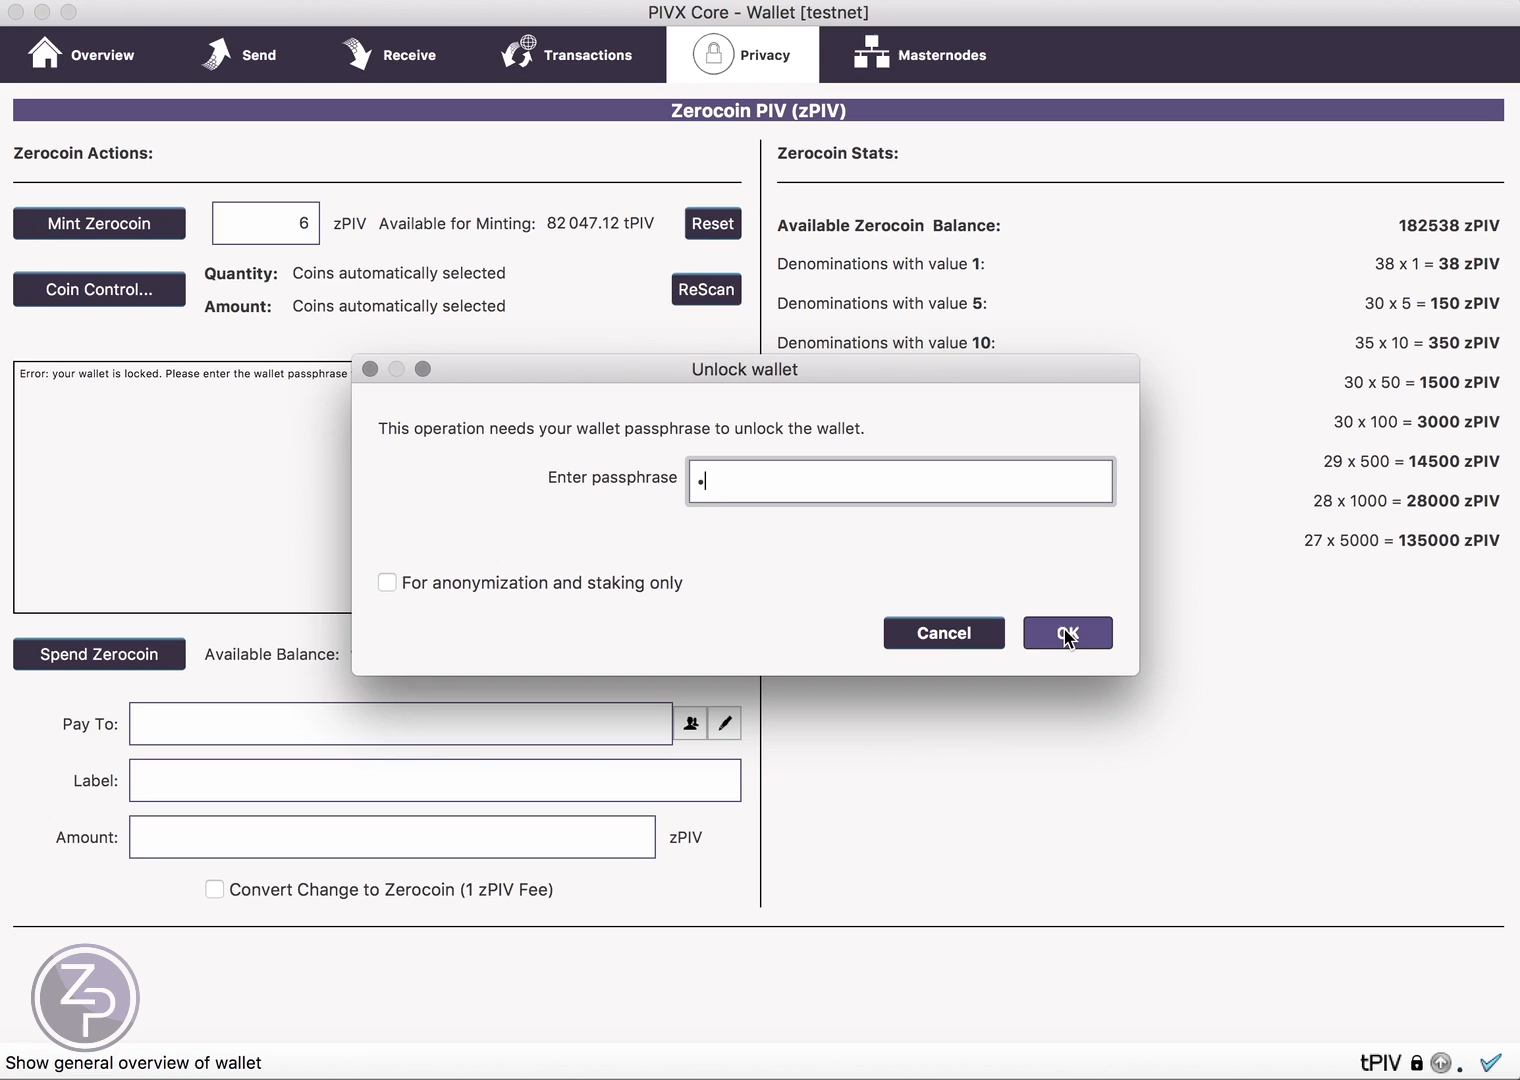 PIVX Core - Wallet [testnet]
Overview
Send
Receive
Transactions
Privacy
Masternodes
Zerocoin PIV (zPIV)
Zerocoin Actions:
Mint Zerocoin
6
zPIV
Available for Minting:
82 047.12 tPIV
Reset
Coin Control...
Quantity: Coins automatically selected
Amount: Coins automatically selected
ReScan
Error: your wallet is locked. Please enter the wallet passphrase
Spend Zerocoin
Available Balance:
Pay To:
Label:
Amount:
zPIV
Convert Change to Zerocoin (1 zPIV Fee)
Zerocoin Stats:
Available Zerocoin Balance: 182538 zPIV
Denominations with value 1: 38 x 1 = 38 zPIV
Denominations with value 5: 30 x 5 = 150 zPIV
Denominations with value 10: 35 x 10 = 350 zPIV
30 x 50 = 1500 zPIV
30 x 100 = 3000 zPIV
29 x 500 = 14500 zPIV
28 x 1000 = 28000 zPIV
27 x 5000 = 135000 zPIV
Unlock wallet
This operation needs your wallet passphrase to unlock the wallet.
Enter passphrase
For anonymization and staking only
Cancel
OK
ZP
Show general overview of wallet
tPIV